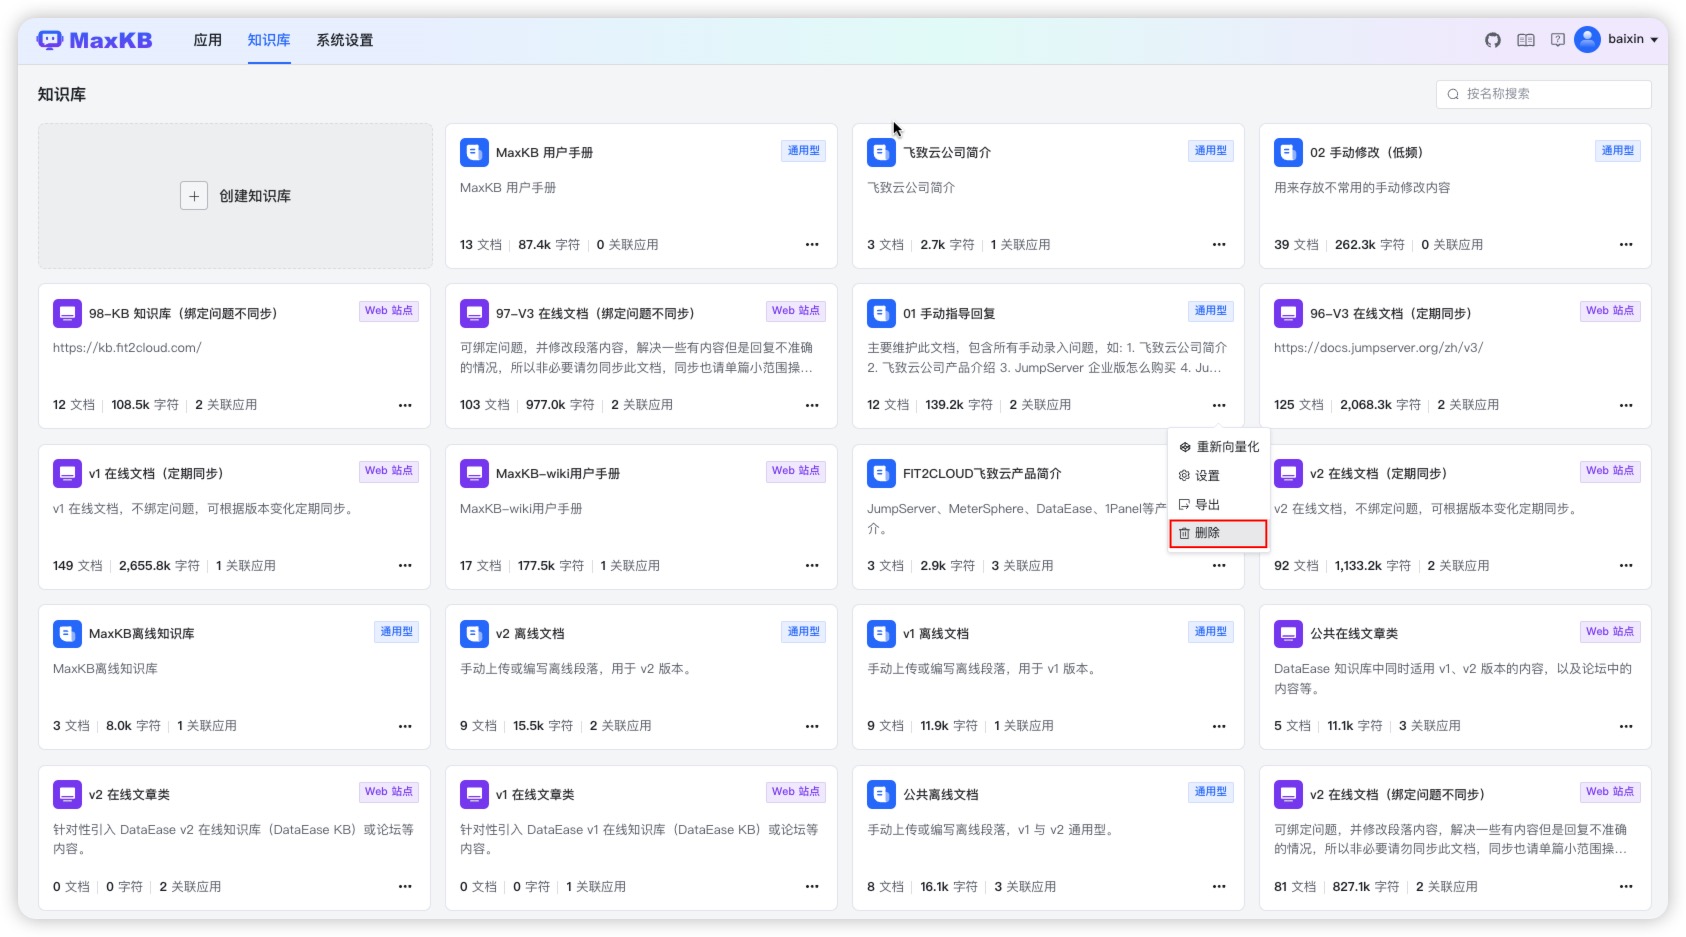 MaxKB 应用 知识库 系统设置 baixin
知识库
按名称搜索
创建知识库
MaxKB 用户手册 通用型
MaxKB 用户手册
13 文档 87.4k 字符 0 关联应用
飞致云公司简介 通用型
飞致云公司简介
3 文档 2.7k 字符 1 关联应用
02 手动修改（低频） 通用型
用来存放不常用的手动修改内容
39 文档 262.3k 字符 0 关联应用
98-KB 知识库（绑定问题不同步） Web 站点
https://kb.fit2cloud.com/
12 文档 108.5k 字符 2 关联应用
97-V3 在线文档（绑定问题不同步） Web 站点
可绑定问题，并修改段落内容，解决一些有内容但是回复不准确
的情况，所以非必要请勿同步此文档，同步也请单篇小范围操...
103 文档 977.0k 字符 2 关联应用
01 手动指导回复 通用型
主要维护此文档，包含所有手动录入问题，如: 1. 飞致云公司简介
2. 飞致云公司产品介绍 3. JumpServer 企业版怎么购买 4. Ju...
12 文档 139.2k 字符 2 关联应用
96-V3 在线文档（定期同步） Web 站点
https://docs.jumpserver.org/zh/v3/
125 文档 2,068.3k 字符 2 关联应用
重新向量化
设置
导出
删除
v1 在线文档（定期同步） Web 站点
v1 在线文档，不绑定问题，可根据版本变化定期同步。
149 文档 2,655.8k 字符 1 关联应用
MaxKB-wiki用户手册 Web 站点
MaxKB-wiki用户手册
17 文档 177.5k 字符 1 关联应用
FIT2CLOUD飞致云产品简介
JumpServer、MeterSphere、DataEase、1Panel等产
介。
3 文档 2.9k 字符 3 关联应用
v2 在线文档（定期同步） Web 站点
v2 在线文档，不绑定问题，可根据版本变化定期同步。
92 文档 1,133.2k 字符 2 关联应用
MaxKB离线知识库 通用型
MaxKB离线知识库
3 文档 8.0k 字符 1 关联应用
v2 离线文档 通用型
手动上传或编写离线段落，用于 v2 版本。
9 文档 15.5k 字符 2 关联应用
v1 离线文档 通用型
手动上传或编写离线段落，用于 v1 版本。
9 文档 11.9k 字符 1 关联应用
公共在线文章类 Web 站点
DataEase 知识库中同时适用 v1、v2 版本的内容，以及论坛中的
内容等。
5 文档 11.1k 字符 3 关联应用
v2 在线文章类 Web 站点
针对性引入 DataEase v2 在线知识库（DataEase KB）或论坛等
内容。
0 文档 0 字符 2 关联应用
v1 在线文章类 Web 站点
针对性引入 DataEase v1 在线知识库（DataEase KB）或论坛等
内容。
0 文档 0 字符 1 关联应用
公共离线文档 通用型
手动上传或编写离线段落，v1 与 v2 通用型。
8 文档 16.1k 字符 3 关联应用
v2 在线文档（绑定问题不同步） Web 站点
可绑定问题，并修改段落内容，解决一些有内容但是回复不准确
的情况，所以非必要请勿同步此文档，同步也请单篇小范围操...
81 文档 827.1k 字符 2 关联应用